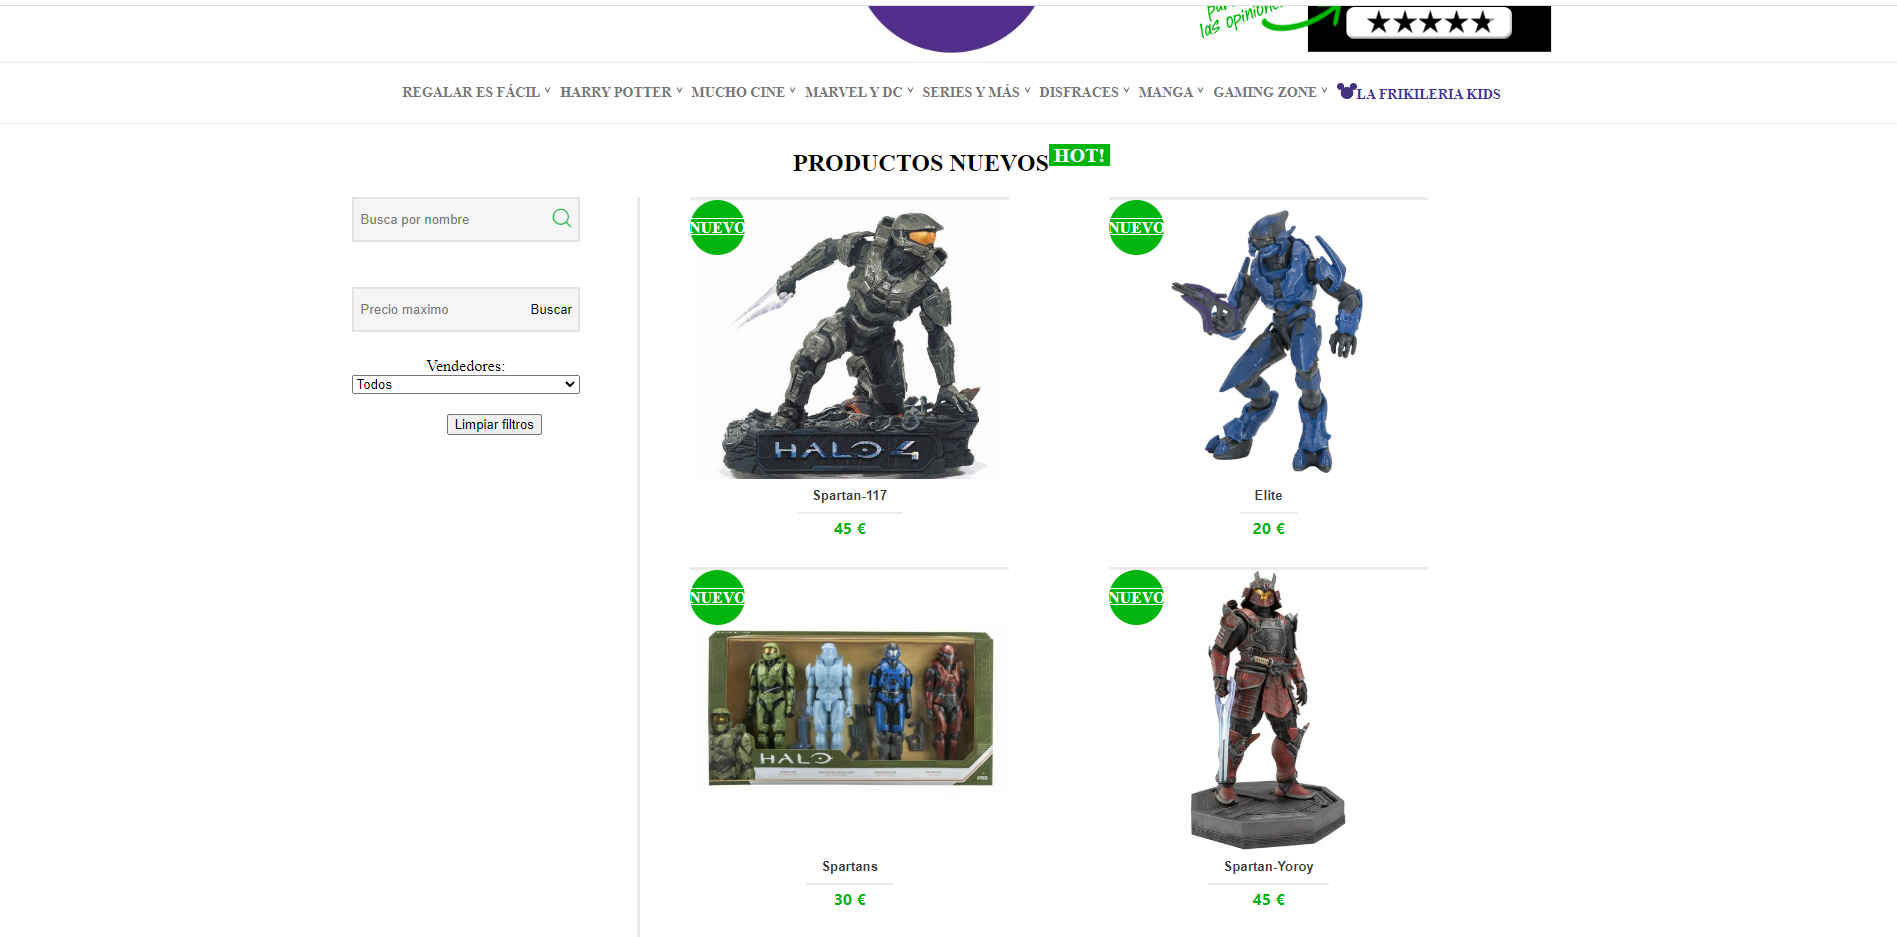 las opiniones
REGALAR ES FÁCIL HARRY POTTER MUCHO CINE MARVEL Y DC SERIES Y MÁS DISFRACES MANGA GAMING ZONE LA FRIKILERIA KIDS
PRODUCTOS NUEVOS HOT!
Busca por nombre
Precio maximo Buscar
Vendedores:
Todos
Limpiar filtros
NUEVO
HALO 4
Spartan-117
45 €
NUEVO
Elite
20 €
NUEVO
HALO
Spartans
30 €
NUEVO
Spartan-Yoroy
45 €